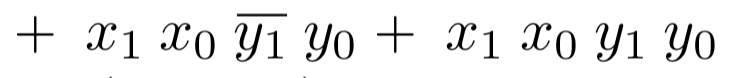 + x₁ x₀ y̅₁ y₀ + x₁ x₀ y₁ y₀